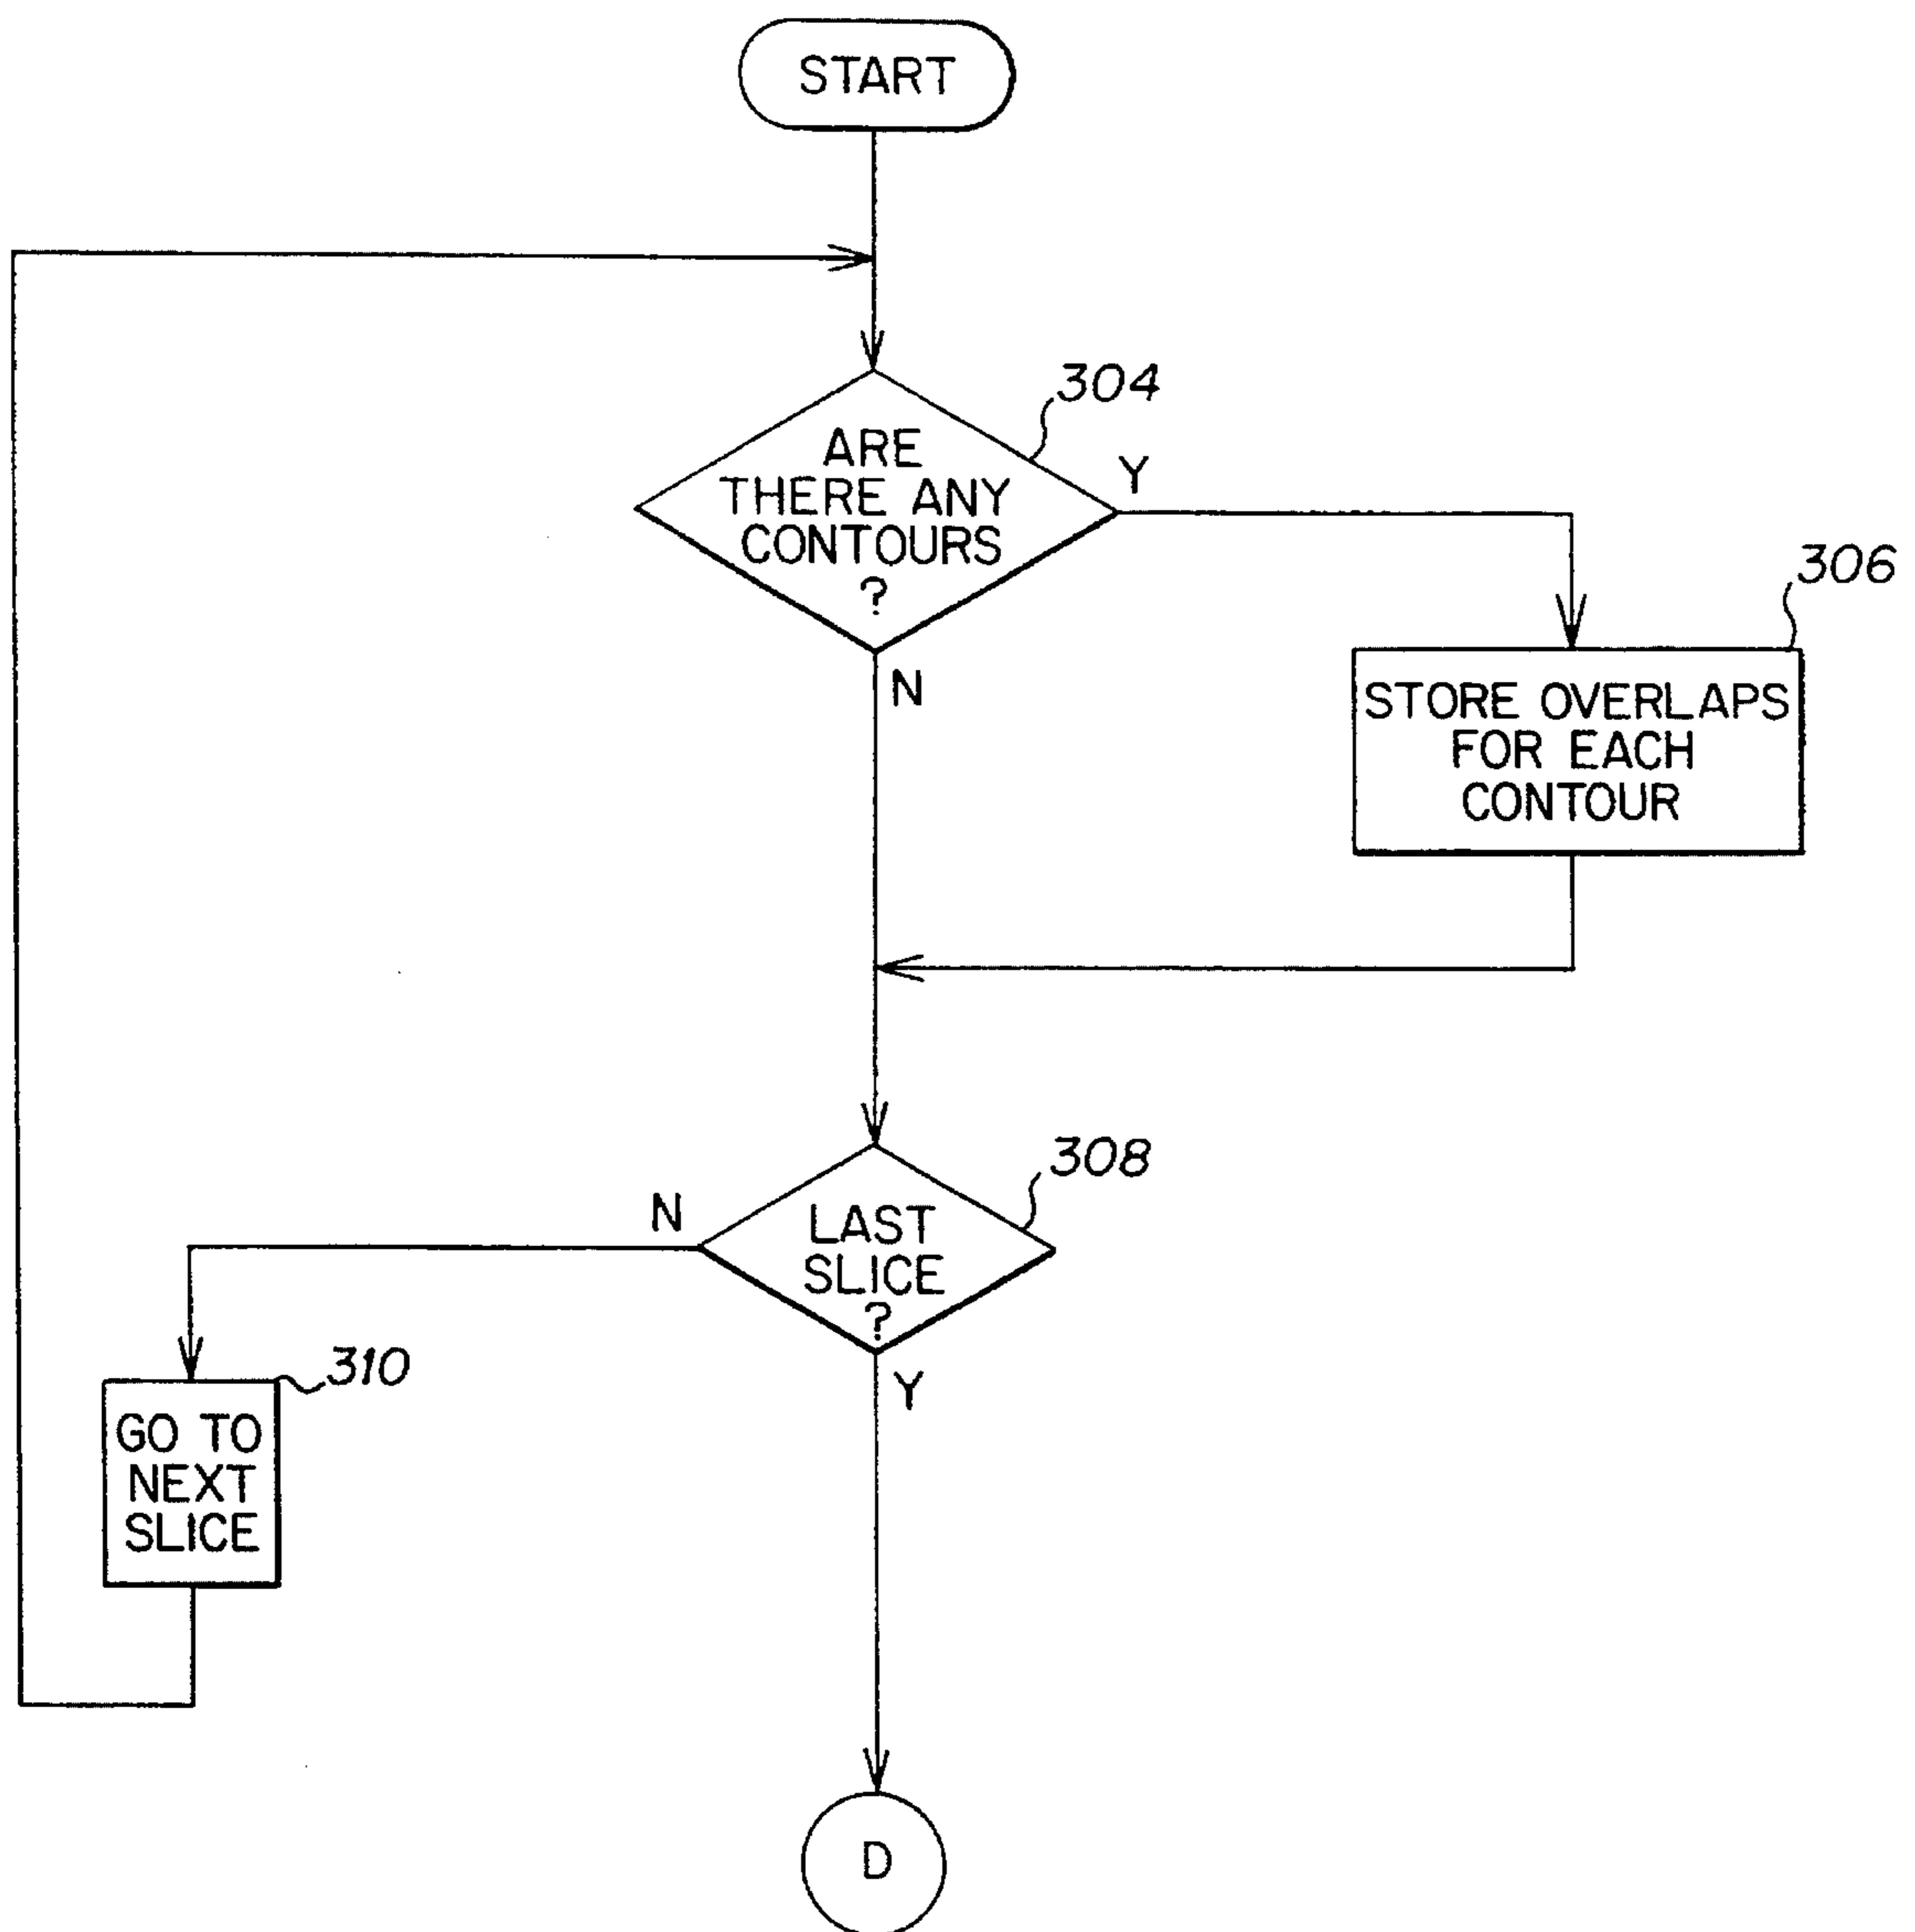 START
304
ARE
THERE ANY
CONTOURS
?
Y
N
306
STORE OVERLAPS
FOR EACH
CONTOUR
308
LAST
SLICE
?
N
Y
310
GO TO
NEXT
SLICE
D